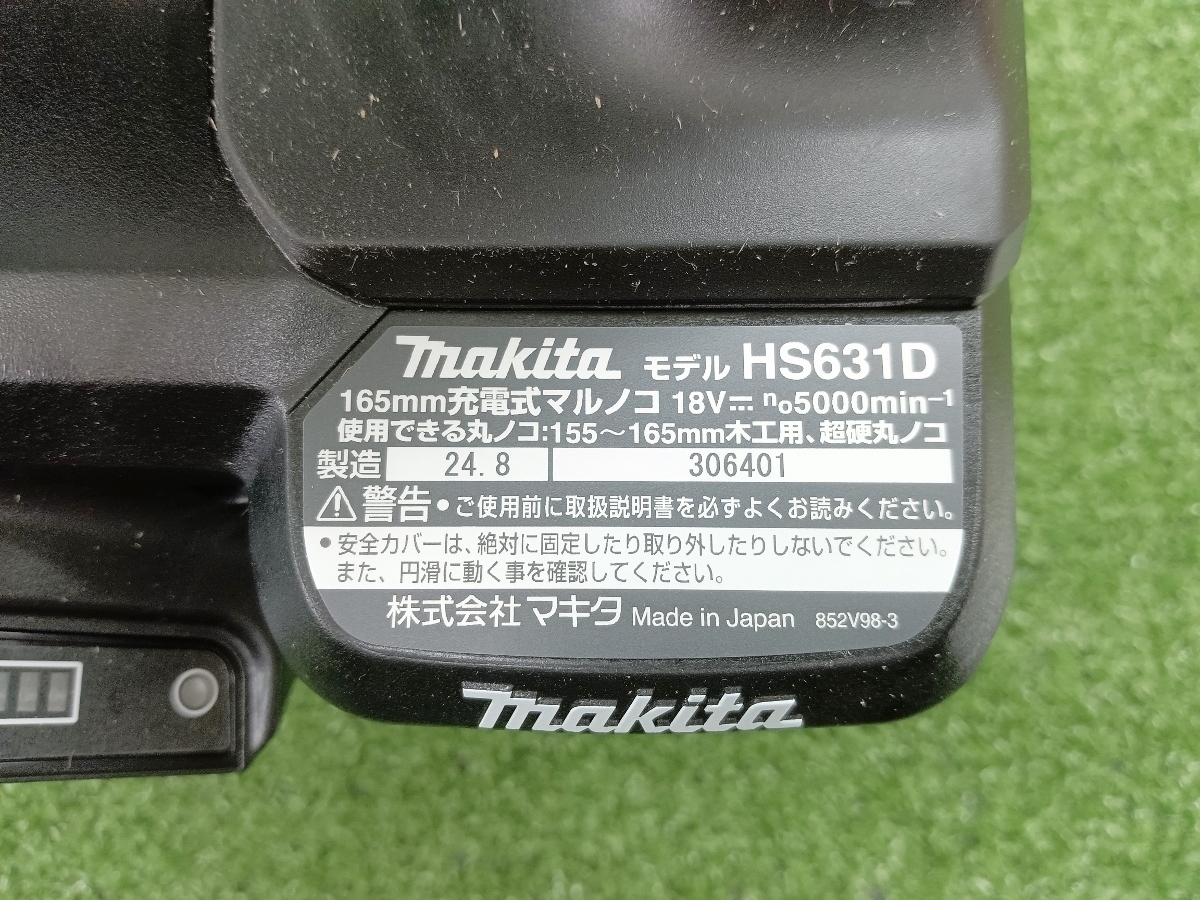 makita モデル HS631D
165mm充電式マルノコ 18V⎓ n₀5000min⁻¹
使用できる丸ノコ:155～165mm木工用、超硬丸ノコ
製造 24.8 306401
⚠警告 • ご使用前に取扱説明書を必ずよくお読みください。
• 安全カバーは、絶対に固定したり取り外したりしないでください。
また、円滑に動く事を確認してください。
株式会社 マキタ Made in Japan 852V98-3
makita